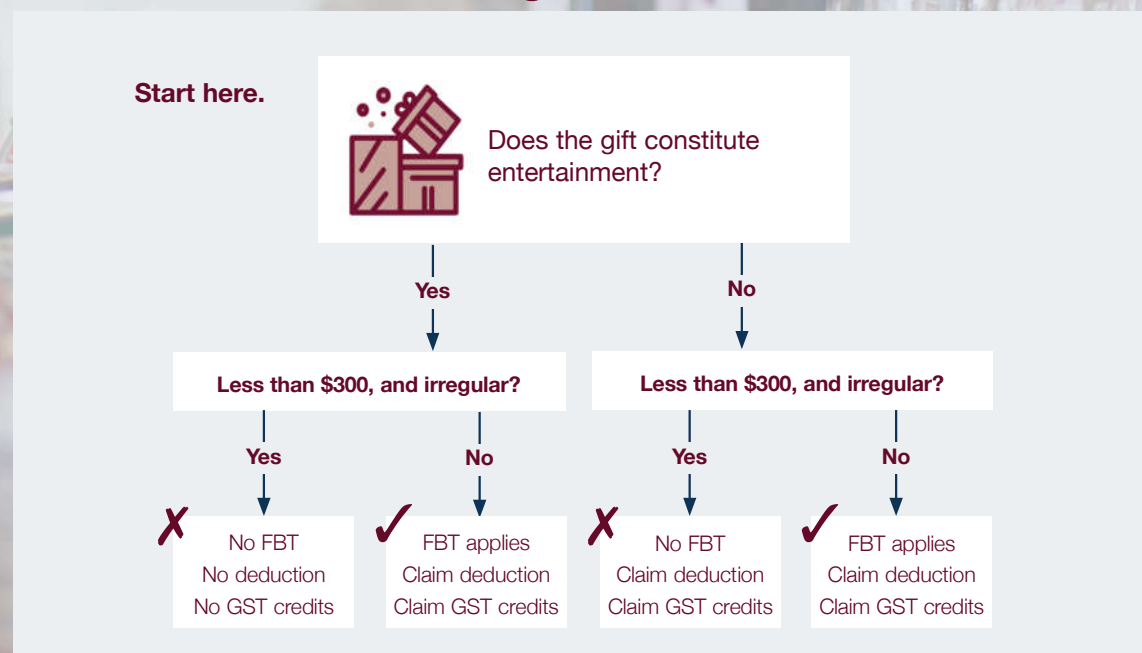 Start here.
Does the gift constitute
entertainment?
Yes
No
Less than $300, and irregular?
Less than $300, and irregular?
Yes
No
Yes
No
No FBT
No deduction
No GST credits
FBT applies
Claim deduction
Claim GST credits
No FBT
Claim deduction
Claim GST credits
FBT applies
Claim deduction
Claim GST credits